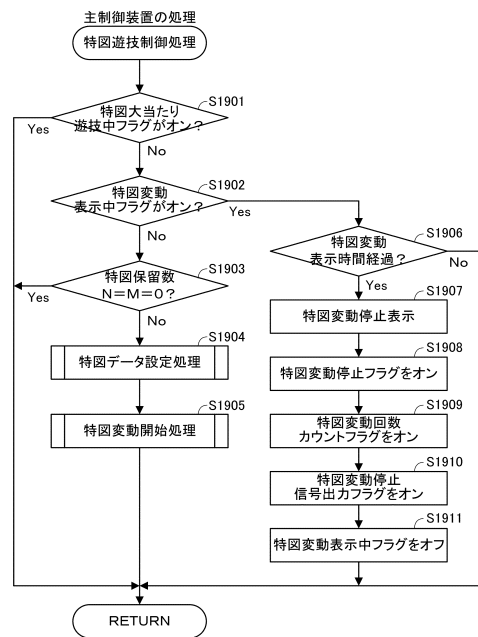 主制御装置の処理
特図遊技制御処理
S1901
特図大当たり
遊技中フラグがオン？
Yes
No
S1902
特図変動
表示中フラグがオン？
Yes
No
S1903
特図保留数
N＝M＝0？
Yes
No
S1904
特図データ設定処理
S1905
特図変動開始処理
S1906
特図変動
表示時間経過？
No
Yes
S1907
特図変動停止表示
S1908
特図変動停止フラグをオン
S1909
特図変動回数
カウントフラグをオン
S1910
特図変動停止
信号出力フラグをオン
S1911
特図変動表示中フラグをオフ
RETURN